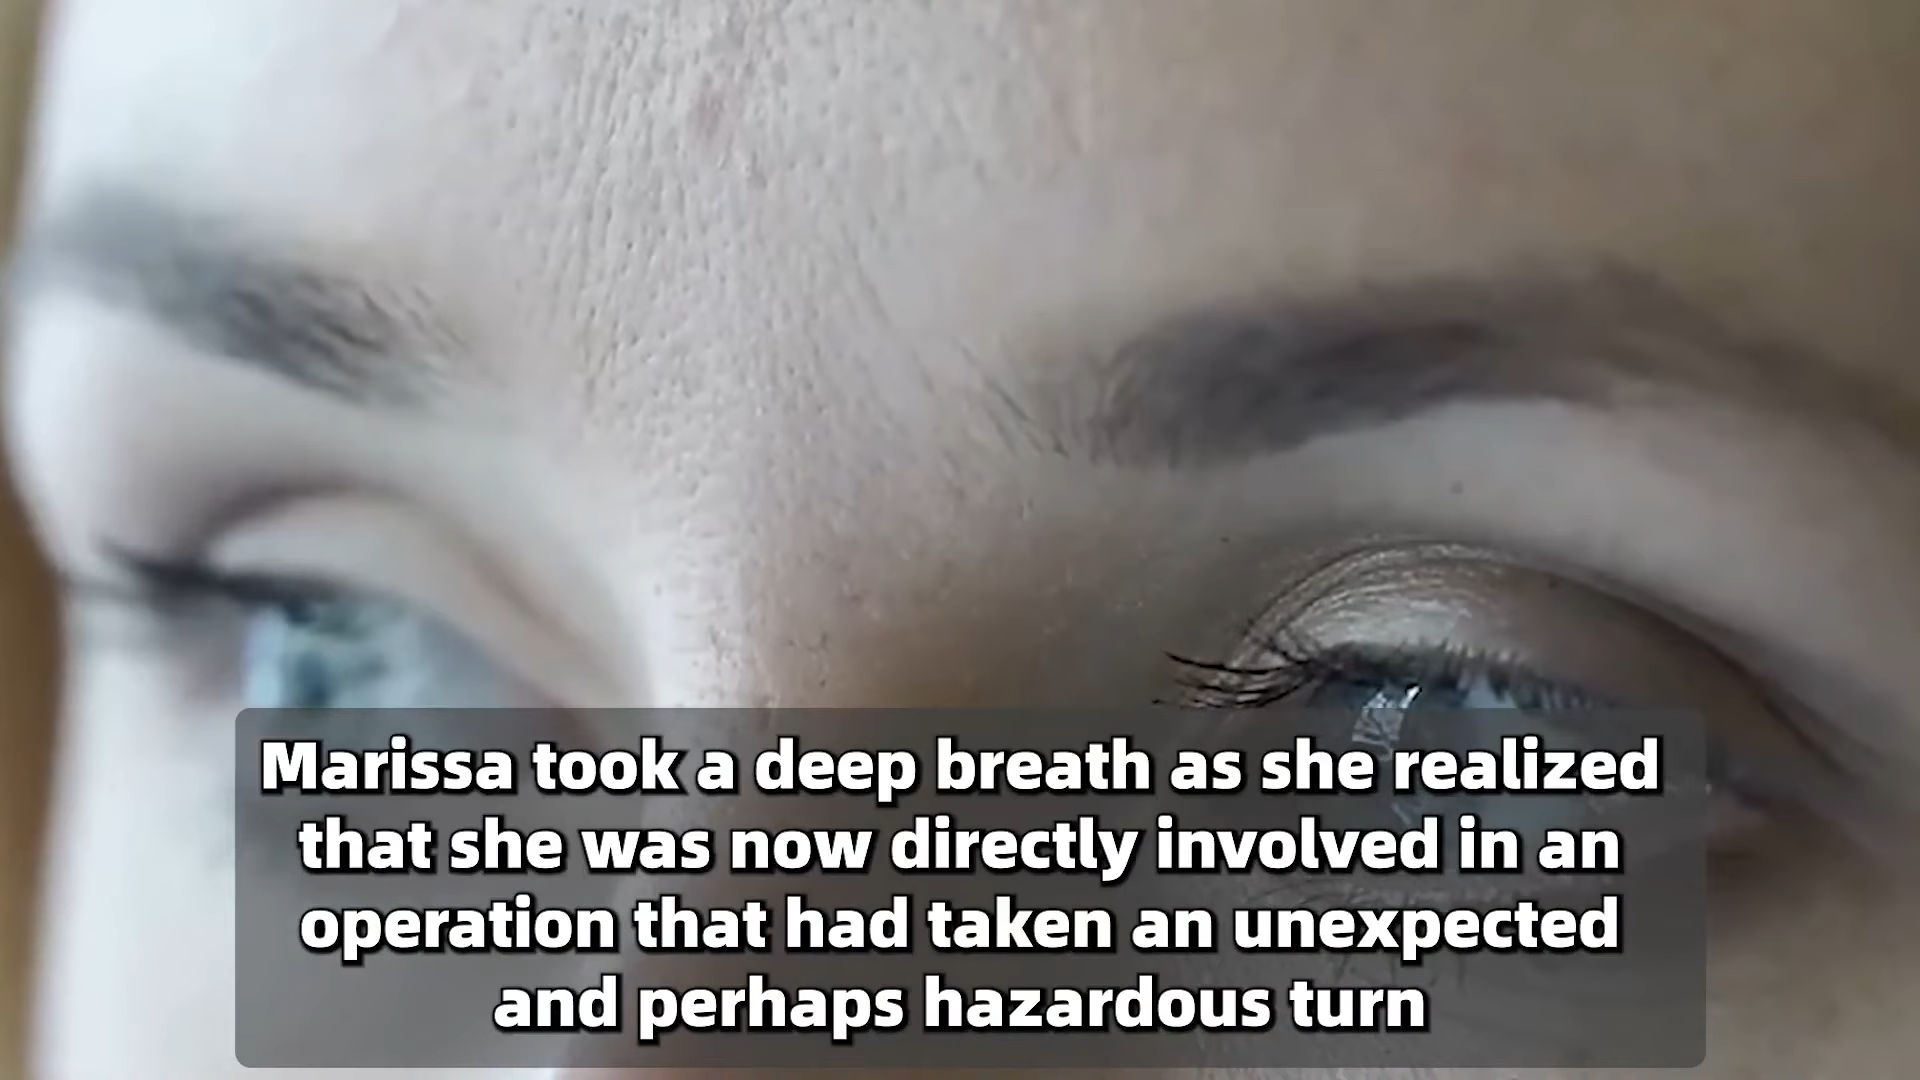 Marissa took a deep breath as she realized
that she was now directly involved in an
operation that had taken an unexpected
and perhaps hazardous turn